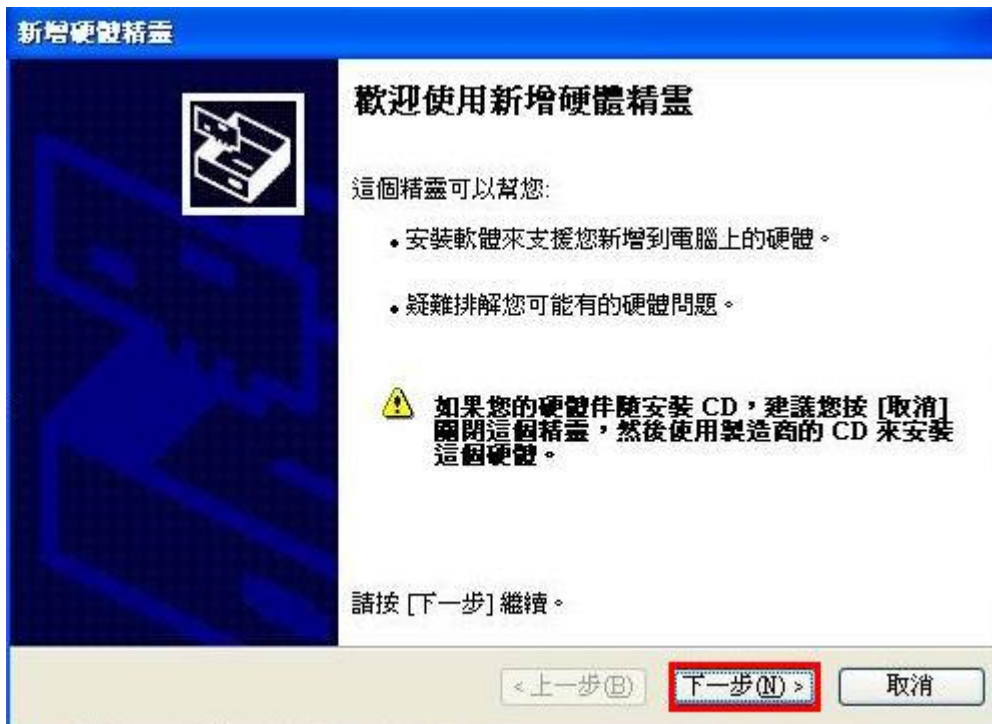 新增硬體精靈
歡迎使用新增硬體精靈
這個精靈可以幫您:
• 安裝軟體來支援您新增到電腦上的硬體。
• 疑難排解您可能有的硬體問題。
如果您的硬體伴隨安裝 CD，建議您按 [取消]
關閉這個精靈，然後使用製造商的 CD 來安裝
這個硬體。
請按 [下一步] 繼續。
< 上一步(B) 下一步(N) > 取消